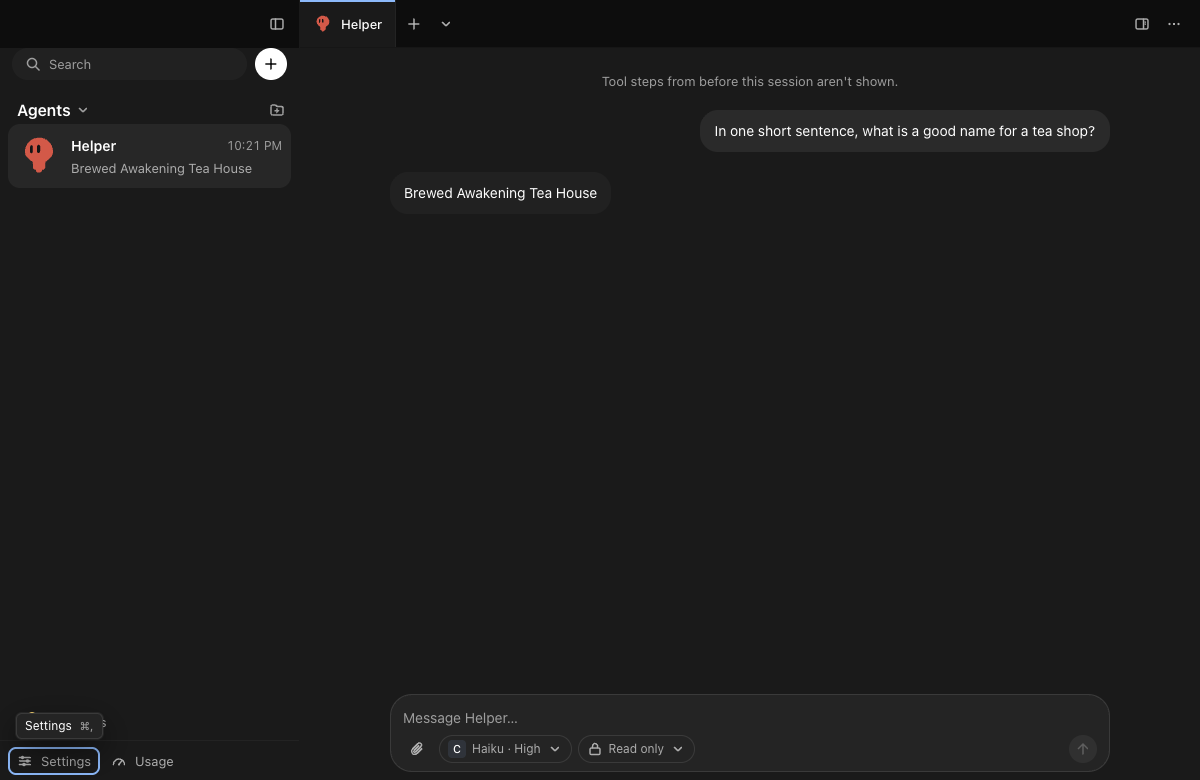 Helper
Search
Agents
Helper
10:21 PM
Brewed Awakening Tea House
Tool steps from before this session aren't shown.
In one short sentence, what is a good name for a tea shop?
Brewed Awakening Tea House
Message Helper...
C Haiku · High
Read only
Settings ⌘,
Settings
Usage